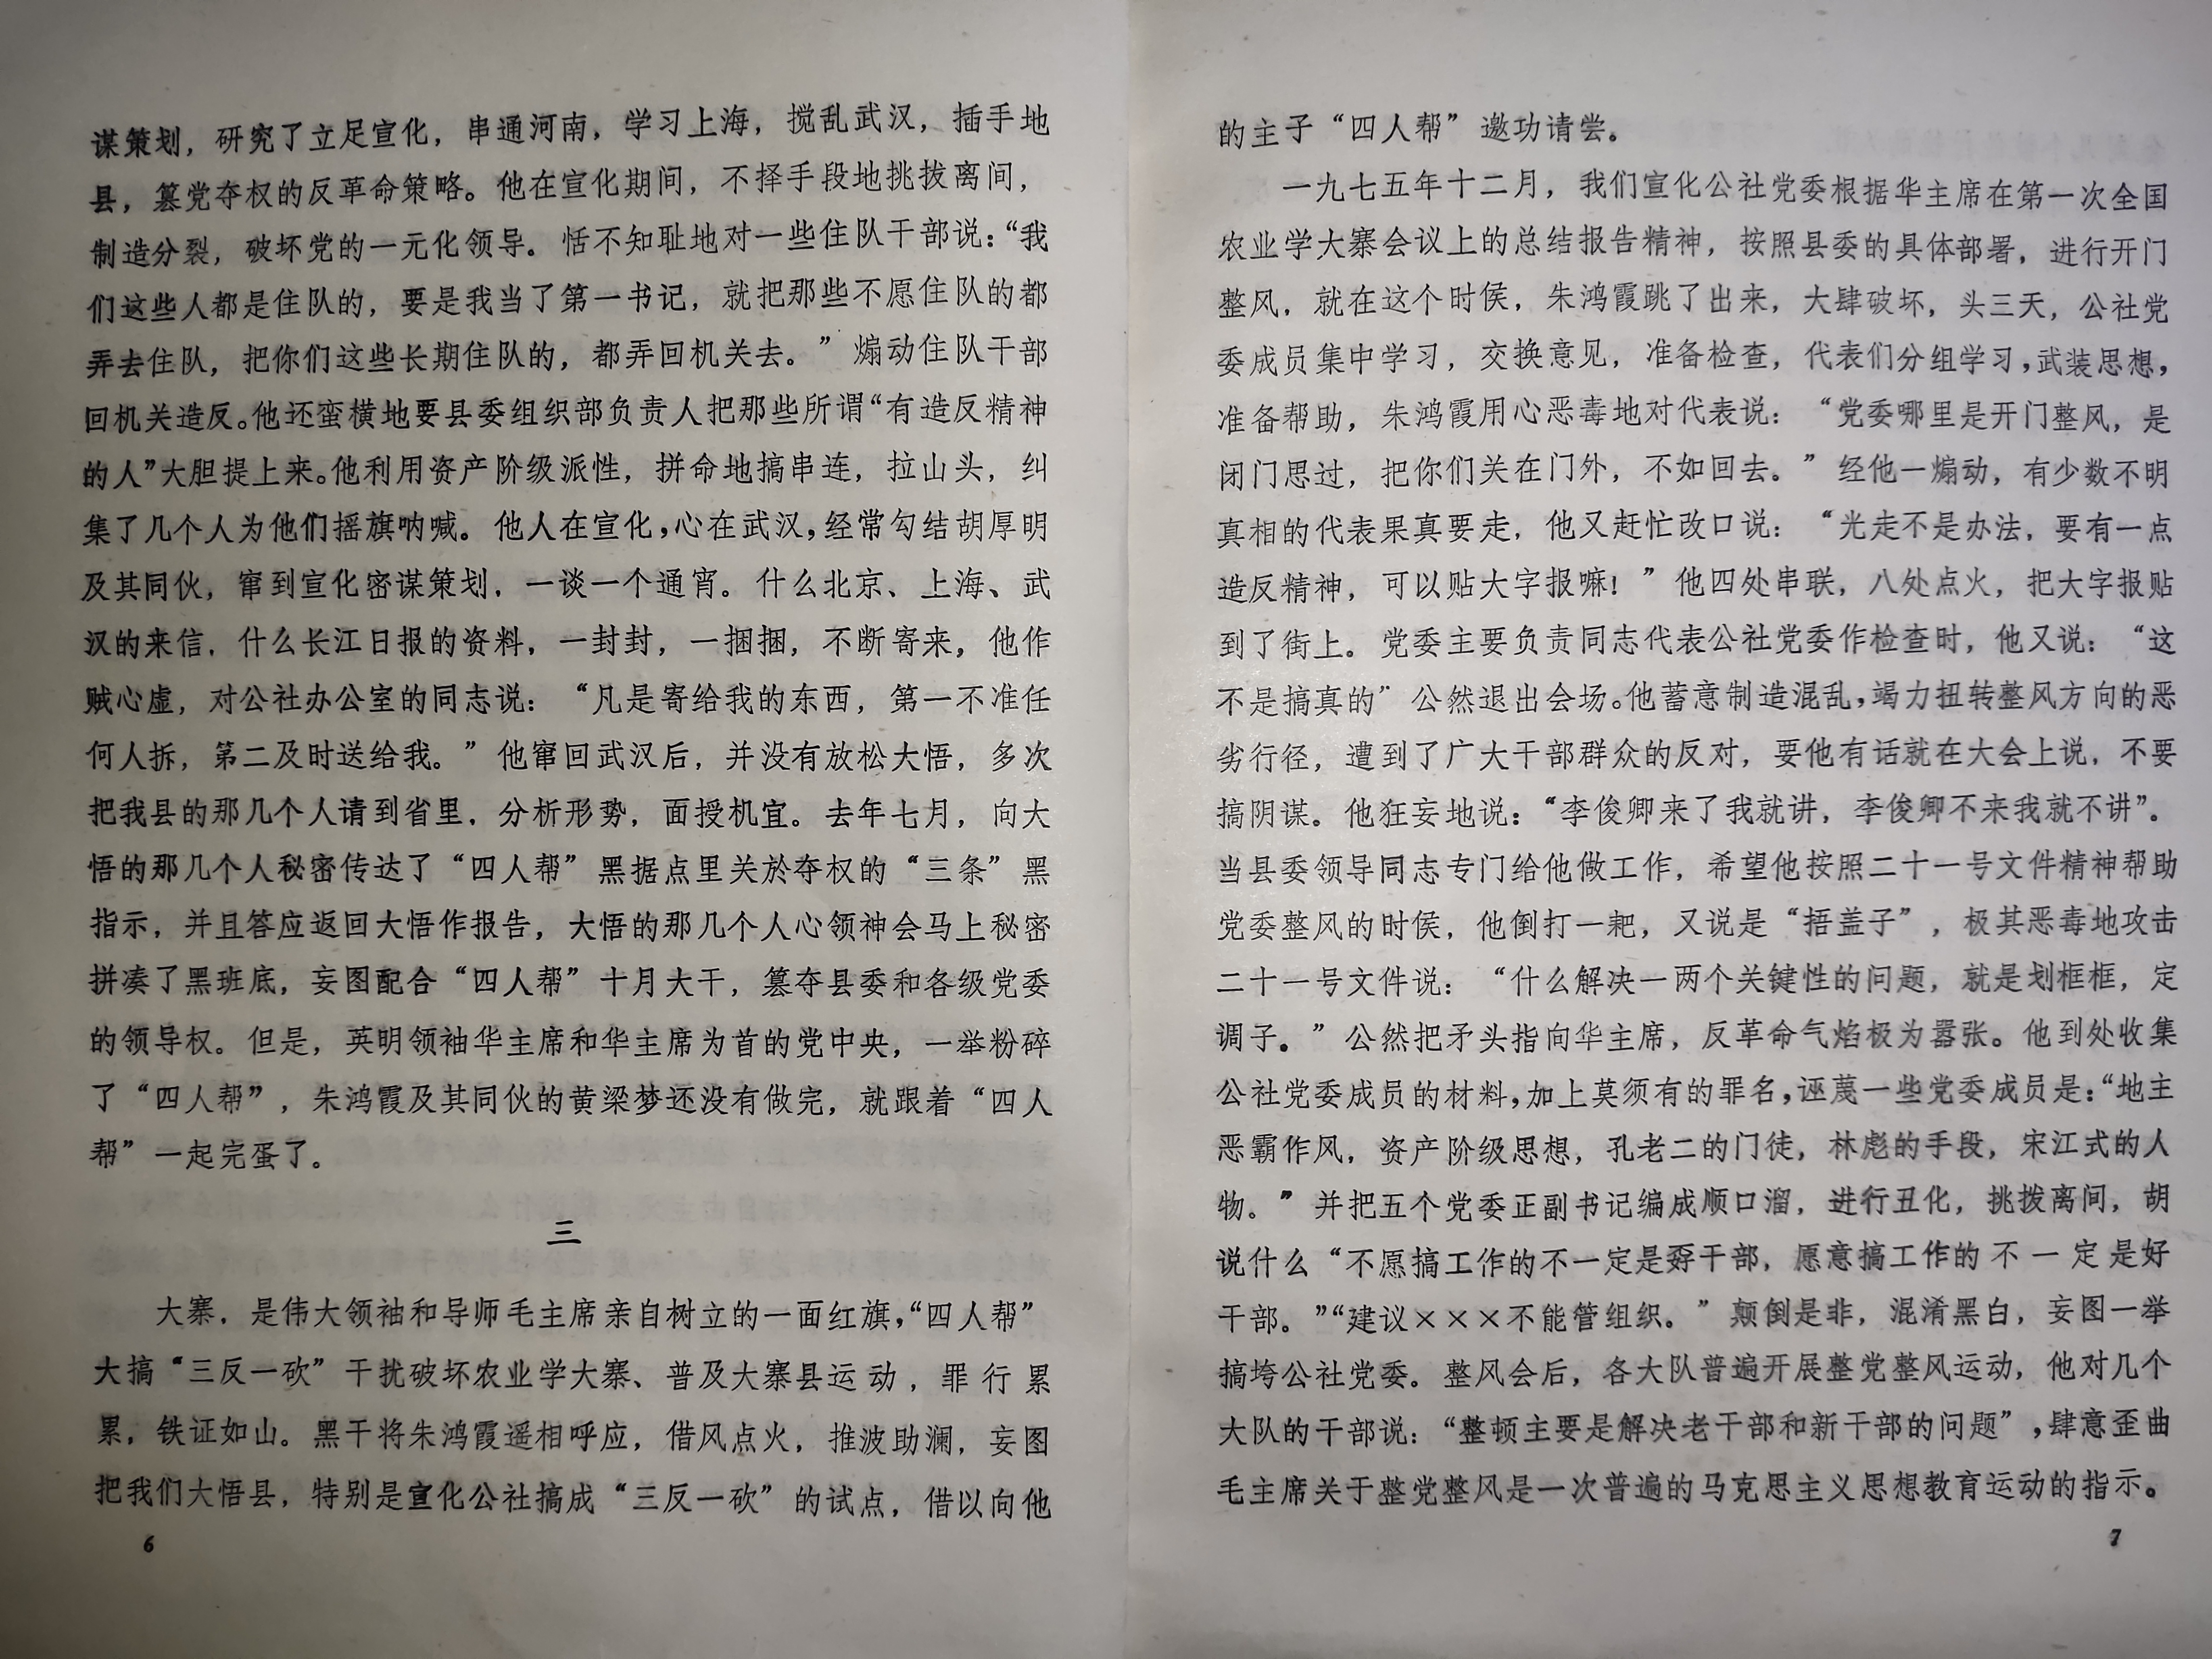 谋策划，研究了立足宣化，串通河南，学习上海，搅乱武汉，插手地
县，篡党夺权的反革命策略。他在宣化期间，不择手段地挑拨离间，
制造分裂，破坏党的一元化领导。恬不知耻地对一些住队干部说：“我
们这些人都是住队的，要是我当了第一书记，就把那些不愿住队的都
弄去住队，把你们这些长期住队的，都弄回机关去。”煽动住队干部
回机关造反。他还蛮横地要县委组织部负责人把那些所谓“有造反精神
的人”大胆提上来。他利用资产阶级派性，拼命地搞串连，拉山头，纠
集了几个人为他们摇旗呐喊。他人在宣化，心在武汉，经常勾结胡厚明
及其同伙，窜到宣化密谋策划，一谈一个通宵。什么北京、上海、武
汉的来信，什么长江日报的资料，一封封，一捆捆，不断寄来，他作
贼心虚，对公社办公室的同志说：“凡是寄给我的东西，第一不准任
何人拆，第二及时送给我。”他窜回武汉后，并没有放松大悟，多次
把我县的那几个人请到省里，分析形势，面授机宜。去年七月，向大
悟的那几个人秘密传达了“四人帮”黑据点里关於夺权的“三条”黑
指示，并且答应返回大悟作报告，大悟的那几个人心领神会马上秘密
拼凑了黑班底，妄图配合“四人帮”十月大干，篡夺县委和各级党委
的领导权。但是，英明领袖华主席和华主席为首的党中央，一举粉碎
了“四人帮”，朱鸿霞及其同伙的黄梁梦还没有做完，就跟着“四人
帮”一起完蛋了。
三
大寨，是伟大领袖和导师毛主席亲自树立的一面红旗，“四人帮”
大搞“三反一砍”干扰破坏农业学大寨、普及大寨县运动，罪行累
累，铁证如山。黑干将朱鸿霞遥相呼应，借风点火，推波助澜，妄图
把我们大悟县，特别是宣化公社搞成“三反一砍”的试点，借以向他
6
的主子“四人帮”邀功请尝。
一九七五年十二月，我们宣化公社党委根据华主席在第一次全国
农业学大寨会议上的总结报告精神，按照县委的具体部署，进行开门
整风，就在这个时侯，朱鸿霞跳了出来，大肆破坏，头三天，公社党
委成员集中学习，交换意见，准备检查，代表们分组学习，武装思想，
准备帮助，朱鸿霞用心恶毒地对代表说：“党委哪里是开门整风，是
闭门思过，把你们关在门外，不如回去。”经他一煽动，有少数不明
真相的代表果真要走，他又赶忙改口说：“光走不是办法，要有一点
造反精神，可以贴大字报嘛！”他四处串联，八处点火，把大字报贴
到了街上。党委主要负责同志代表公社党委作检查时，他又说：“这
不是搞真的”公然退出会场。他蓄意制造混乱，竭力扭转整风方向的恶
劣行径，遭到了广大干部群众的反对，要他有话就在大会上说，不要
搞阴谋。他狂妄地说：“李俊卿来了我就讲，李俊卿不来我就不讲”。
当县委领导同志专门给他做工作，希望他按照二十一号文件精神帮助
党委整风的时侯，他倒打一耙，又说是“捂盖子”，极其恶毒地攻击
二十一号文件说：“什么解决一两个关键性的问题，就是划框框，定
调子。”公然把矛头指向华主席，反革命气焰极为嚣张。他到处收集
公社党委成员的材料，加上莫须有的罪名，诬蔑一些党委成员是：“地主
恶霸作风，资产阶级思想，孔老二的门徒，林彪的手段，宋江式的人
物。”并把五个党委正副书记编成顺口溜，进行丑化，挑拨离间，胡
说什么“不愿搞工作的不一定是孬干部，愿意搞工作的不一定是好
干部。”“建议×××不能管组织。”颠倒是非，混淆黑白，妄图一举
搞垮公社党委。整风会后，各大队普遍开展整党整风运动，他对几个
大队的干部说：“整顿主要是解决老干部和新干部的问题”，肆意歪曲
毛主席关于整党整风是一次普遍的马克思主义思想教育运动的指示。
7